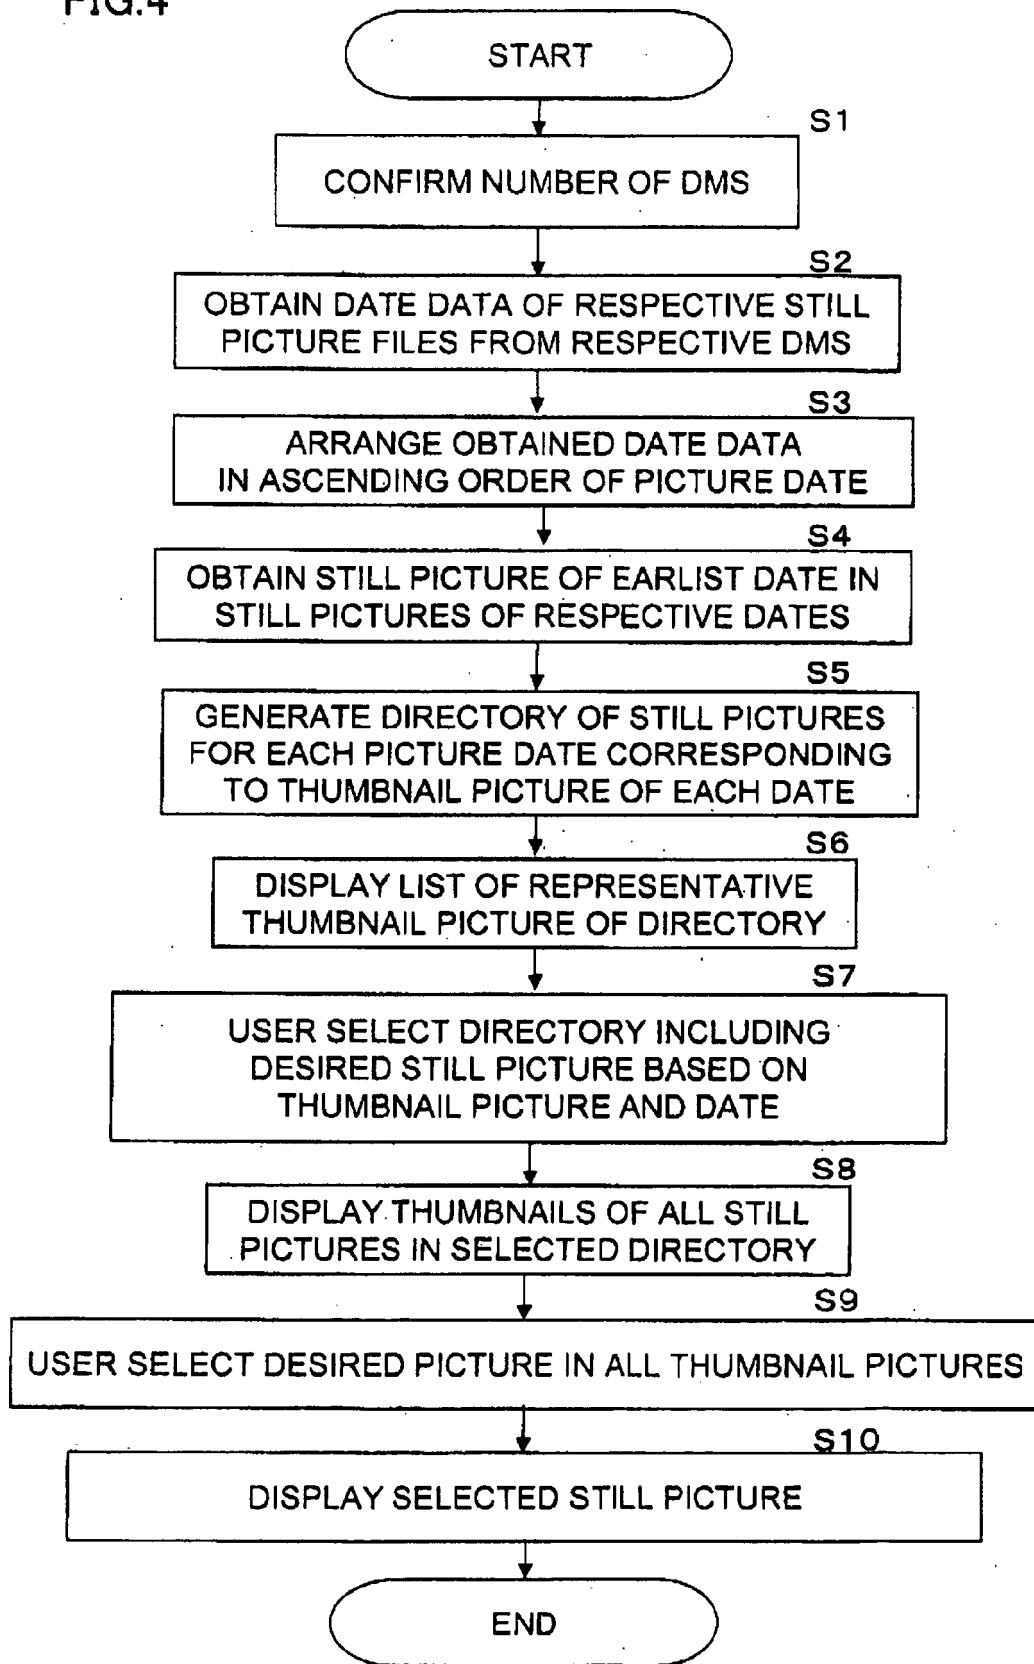 FIG.4
START
S1
CONFIRM NUMBER OF DMS
S2
OBTAIN DATE DATA OF RESPECTIVE STILL
PICTURE FILES FROM RESPECTIVE DMS
S3
ARRANGE OBTAINED DATE DATA
IN ASCENDING ORDER OF PICTURE DATE
S4
OBTAIN STILL PICTURE OF EARLIST DATE IN
STILL PICTURES OF RESPECTIVE DATES
S5
GENERATE DIRECTORY OF STILL PICTURES
FOR EACH PICTURE DATE CORRESPONDING
TO THUMBNAIL PICTURE OF EACH DATE
S6
DISPLAY LIST OF REPRESENTATIVE
THUMBNAIL PICTURE OF DIRECTORY
S7
USER SELECT DIRECTORY INCLUDING
DESIRED STILL PICTURE BASED ON
THUMBNAIL PICTURE AND DATE
S8
DISPLAY THUMBNAILS OF ALL STILL
PICTURES IN SELECTED DIRECTORY
S9
USER SELECT DESIRED PICTURE IN ALL THUMBNAIL PICTURES
S10
DISPLAY SELECTED STILL PICTURE
END